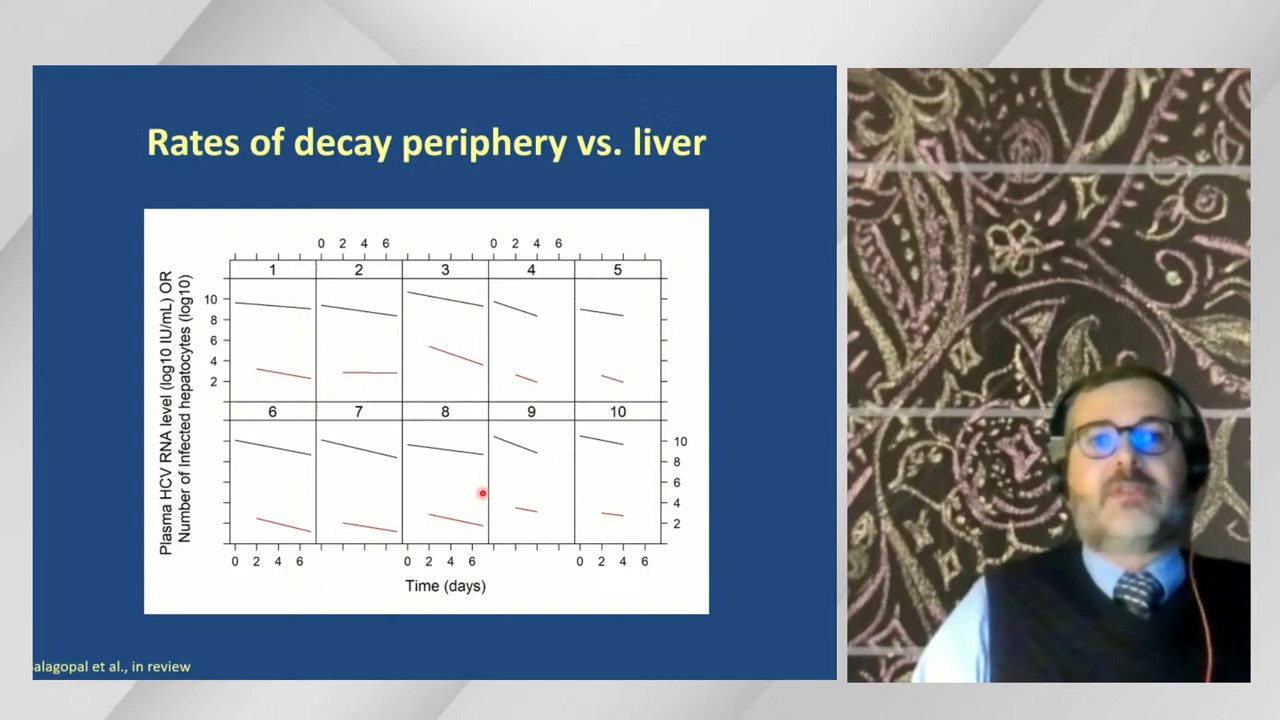 Rates of decay periphery vs. liver
0 2 4 6 0 2 4 6
1 2 3 4 5
Plasma HCV RNA level (log10 IU/mL) OR
Number of Infected hepatocytes (log10)
10
8
6
4
2
6 7 8 9 10
10
8
6
4
2
0 2 4 6 0 2 4 6 0 2 4 6
Time (days)
alagopal et al., in review